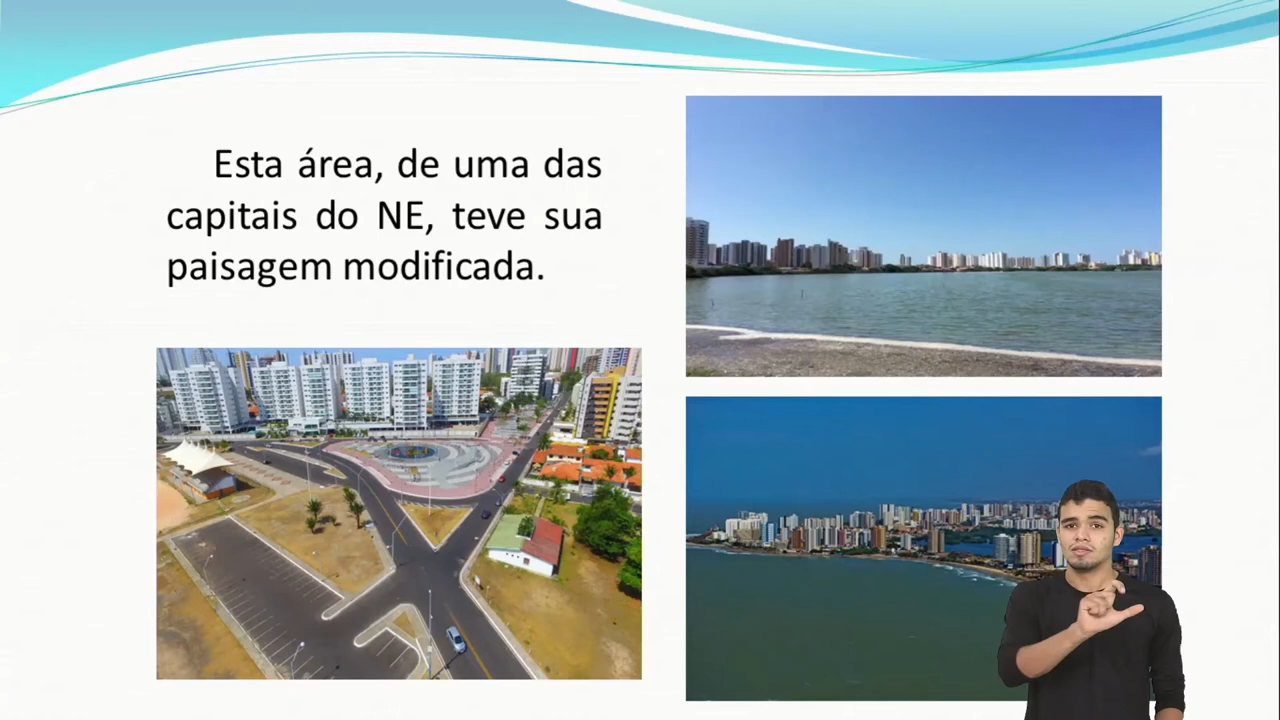 Esta área, de uma das
capitais do NE, teve sua
paisagem modificada.